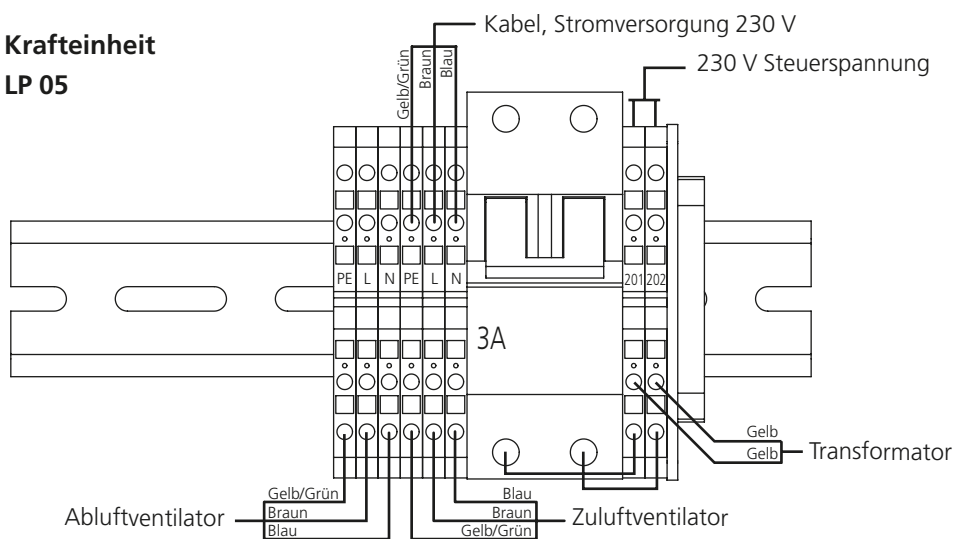 Krafteinheit
LP 05
Kabel, Stromversorgung 230 V
230 V Steuerspannung
Gelb/Grün
Braun
Blau
PE L N PE L N
201 202
3A
Gelb
Gelb
Transformator
Abluftventilator
Gelb/Grün
Braun
Blau
Blau
Braun
Gelb/Grün
Zuluftventilator